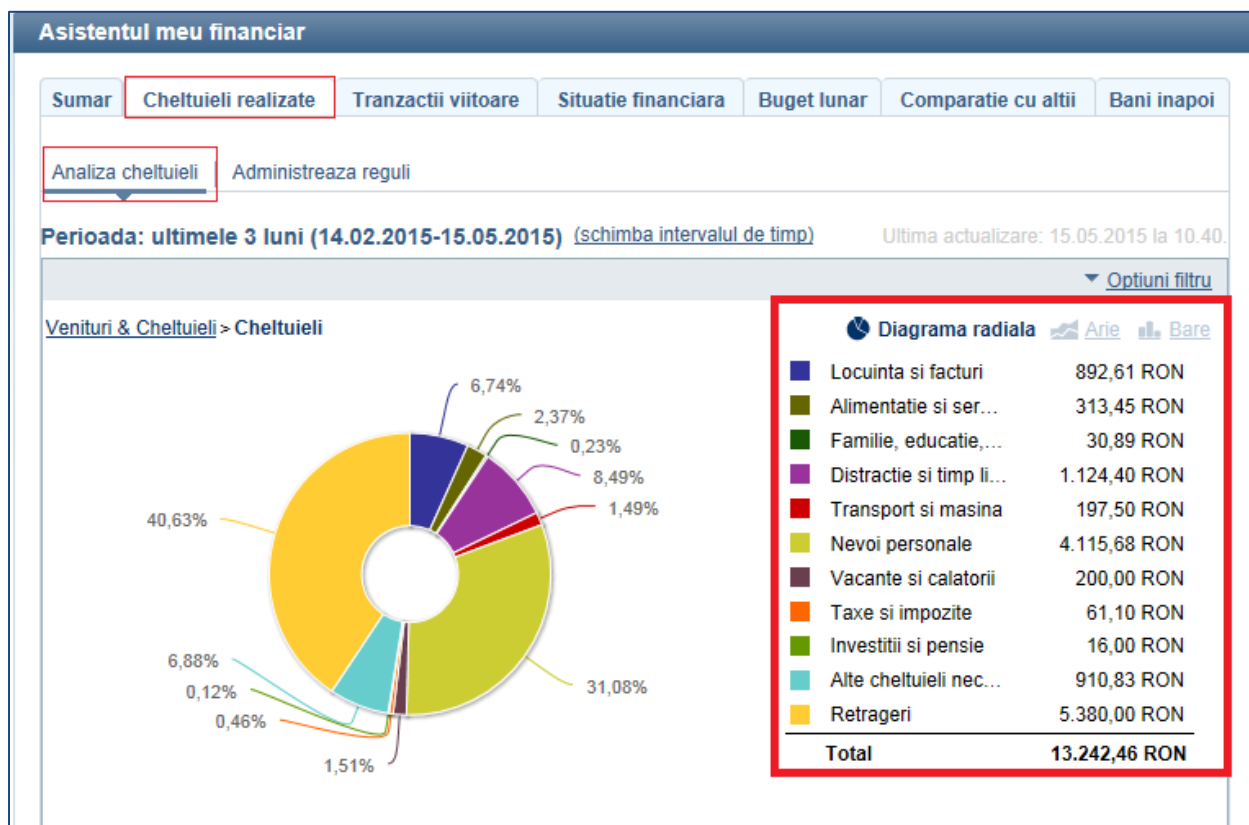 Asistentul meu financiar
Sumar Cheltuieli realizate Tranzactii viitoare Situatie financiara Buget lunar Comparatie cu altii Bani inapoi
Analiza cheltuieli | Administreaza reguli
Perioada: ultimele 3 luni (14.02.2015-15.05.2015) (schimba intervalul de timp) Ultima actualizare: 15.05.2015 la 10.40.
Optiuni filtru
Venituri & Cheltuieli > Cheltuieli
Diagrama radiala Arie Bare
Locuinta si facturi 892,61 RON
Alimentatie si ser... 313,45 RON
Familie, educatie,... 30,89 RON
Distractie si timp li... 1.124,40 RON
Transport si masina 197,50 RON
Nevoi personale 4.115,68 RON
Vacante si calatorii 200,00 RON
Taxe si impozite 61,10 RON
Investitii si pensie 16,00 RON
Alte cheltuieli nec... 910,83 RON
Retrageri 5.380,00 RON
Total 13.242,46 RON
6,74%
2,37%
0,23%
8,49%
1,49%
31,08%
1,51%
0,46%
0,12%
6,88%
40,63%